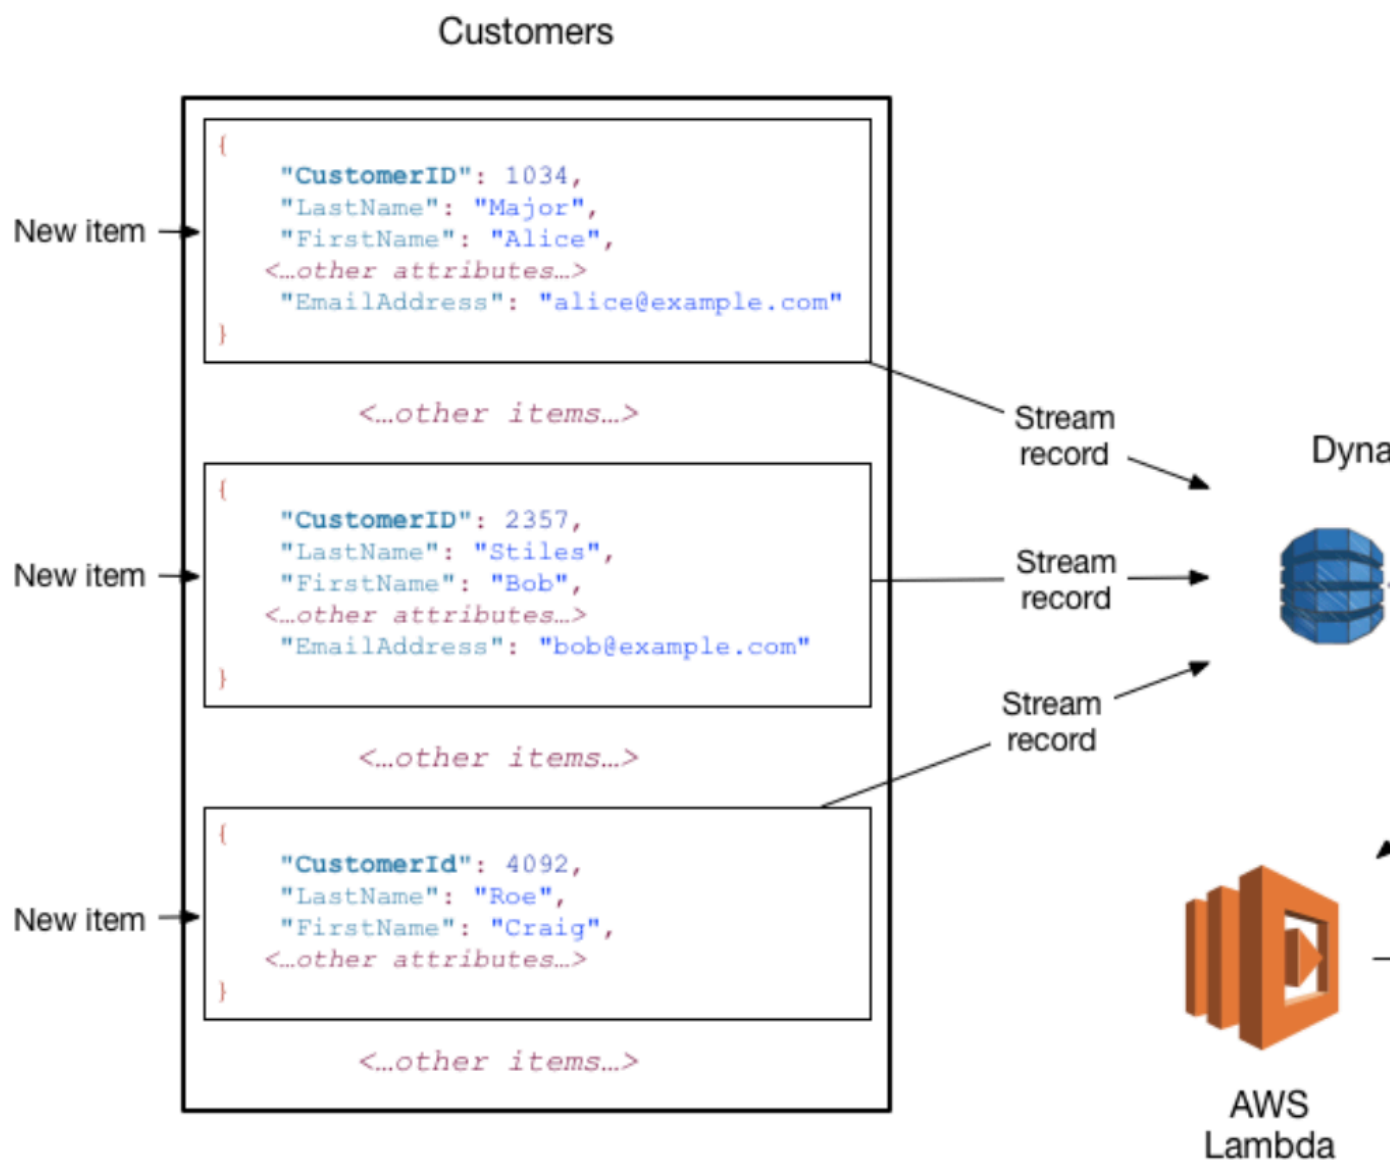 Customers
{
"CustomerID": 1034,
"LastName": "Major",
"FirstName": "Alice",
<…other attributes…>
"EmailAddress": "alice@example.com"
}
New item
<…other items…>
Stream
record
{
"CustomerID": 2357,
"LastName": "Stiles",
"FirstName": "Bob",
<…other attributes…>
"EmailAddress": "bob@example.com"
}
New item
Stream
record
Dyna
<…other items…>
Stream
record
{
"CustomerId": 4092,
"LastName": "Roe",
"FirstName": "Craig",
<…other attributes…>
}
New item
<…other items…>
AWS
Lambda